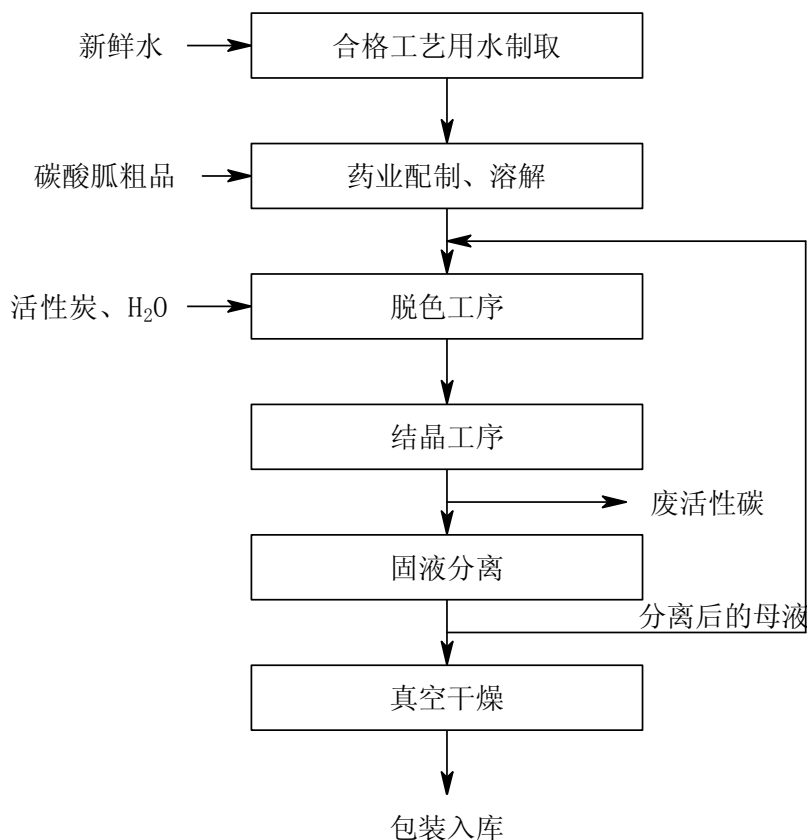 新鲜水
合格工艺用水制取
碳酸胍粗品
药业配制、溶解
活性炭、H₂O
脱色工序
结晶工序
废活性碳
固液分离
分离后的母液
真空干燥
包装入库